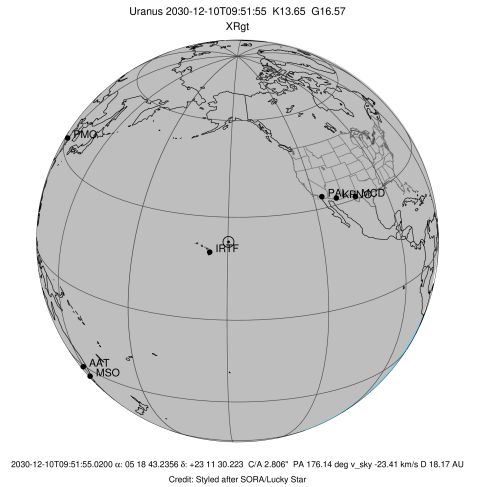 Uranus 2030-12-10T09:51:55 K13.65 G16.57
XRgt
PMO
PAL
KPNO
MCD
IRTF
AAT
MSO
2030-12-10T09:51:55.0200 α: 05 18 43.2356 δ: +23 11 30.223 C/A 2.806" PA 176.14 deg v_sky -23.41 km/s D 18.17 AU
Credit: Styled after SORA/Lucky Star